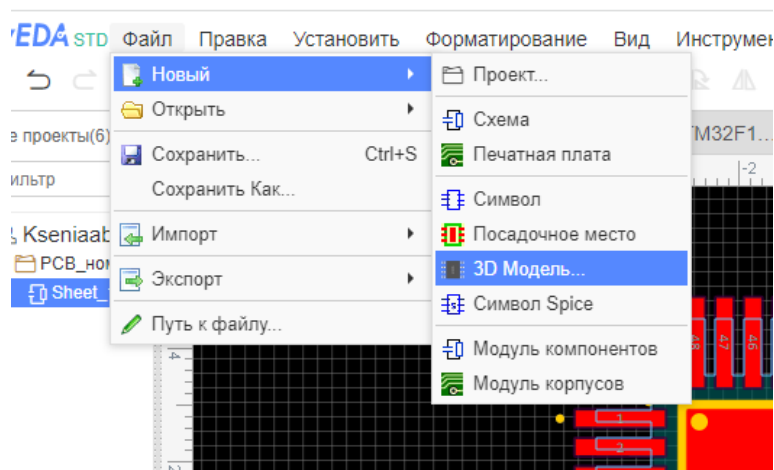 EDA STD Файл Правка Установить Форматирование Вид
Новый
Открыть
Сохранить... Ctrl+S
Сохранить Как...
Импорт
Экспорт
Путь к файлу...
Проект...
Схема
Печатная плата
Символ
Посадочное место
3D Модель...
Символ Spice
Модуль компонентов
Модуль корпусов
е проекты(6)
ильтр
Kseniaab
PCB_ном
Sheet_
TM32F1...
-2
48 47 46
1
2